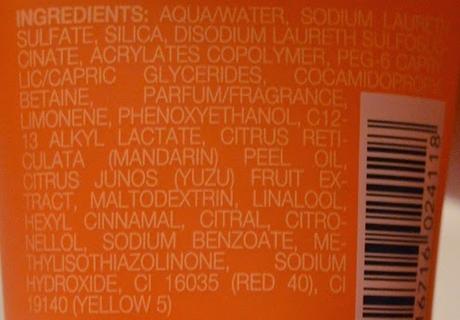 INGREDIENTS: AQUA/WATER, SODIUM LAURETH
SULFATE, SILICA, DISODIUM LAURETH SULFOSUC
CINATE, ACRYLATES COPOLYMER, PEG-6 CAPRY
LIC/CAPRIC GLYCERIDES, COCAMIDOPROPY
BETAINE, PARFUM/FRAGRANCE,
LIMONENE, PHENOXYETHANOL, C12-
13 ALKYL LACTATE, CITRUS RETI-
CULATA (MANDARIN) PEEL OIL,
CITRUS JUNOS (YUZU) FRUIT EX-
TRACT, MALTODEXTRIN, LINALOOL
HEXYL CINNAMAL, CITRAL, CITRO-
NELLOL, SODIUM BENZOATE, ME-
THYLISOTHIAZOLINONE, SODIUM
HYDROXIDE, CI 16035 (RED 40), CI
19140 (YELLOW 5)
16716 024118